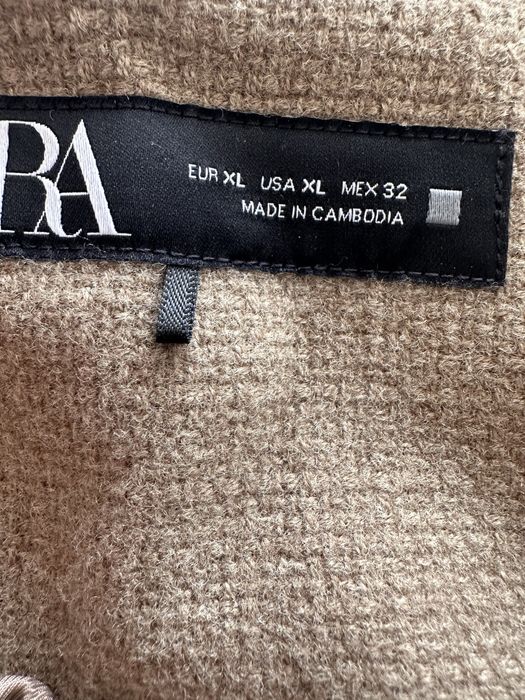 RA
EUR XL USA XL MEX 32
MADE IN CAMBODIA